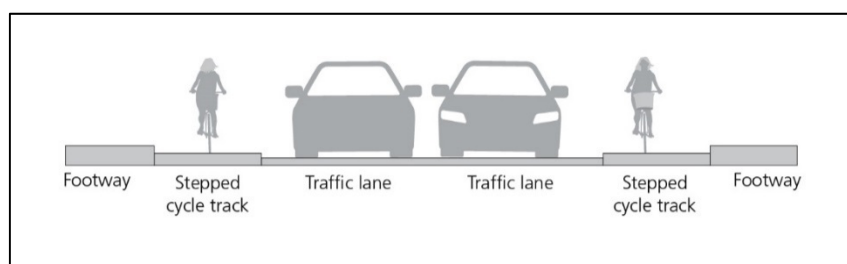 Footway
Stepped
cycle track
Traffic lane
Traffic lane
Stepped
cycle track
Footway